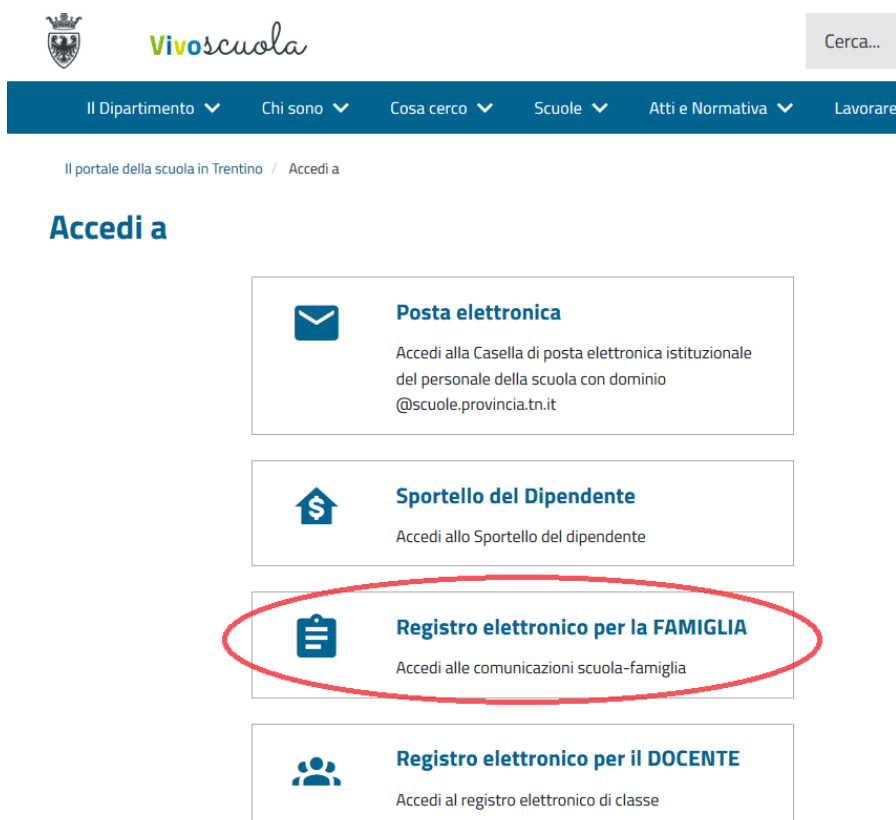 Vivoscuola
Cerca...
Il Dipartimento Chi sono Cosa cerco Scuole Atti e Normativa Lavorare
Il portale della scuola in Trentino / Accedi a
Accedi a
Posta elettronica
Accedi alla Casella di posta elettronica istituzionale
del personale della scuola con dominio
@scuole.provincia.tn.it
Sportello del Dipendente
Accedi allo Sportello del dipendente
Registro elettronico per la FAMIGLIA
Accedi alle comunicazioni scuola-famiglia
Registro elettronico per il DOCENTE
Accedi al registro elettronico di classe